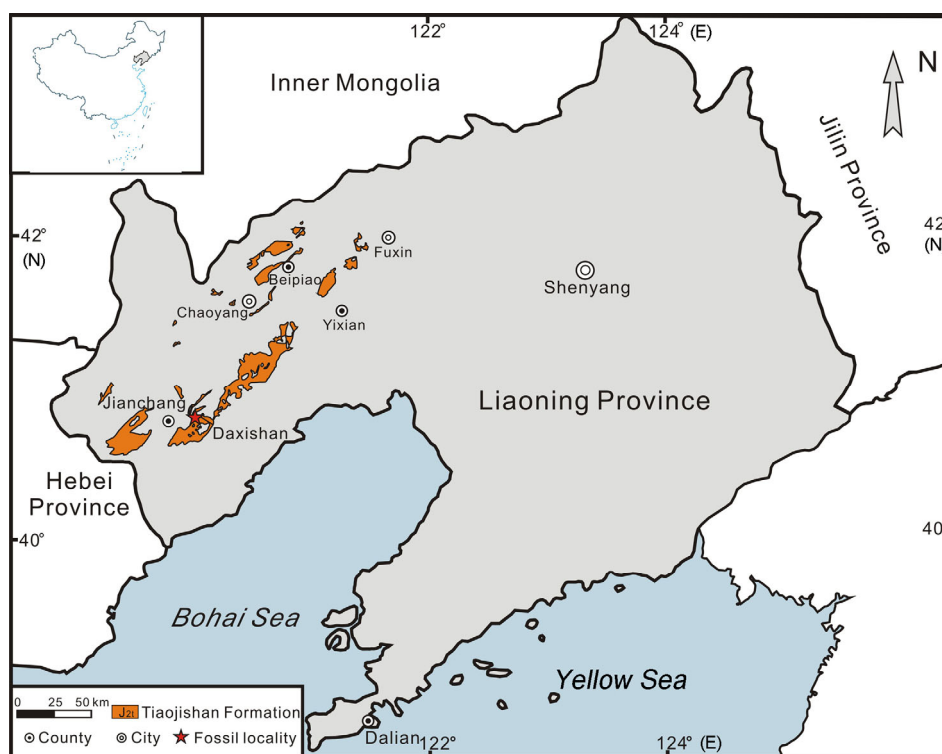 122° 124° (E)
N
Inner Mongolia
Jilin Province
42°
(N)
42
(N
Fuxin
Beipiao
Shenyang
Chaoyang
Yixian
Jianchang
Liaoning Province
Daxishan
Hebei
Province
40°
40
Bohai Sea
Yellow Sea
0 25 50 km
J2t Tiaojishan Formation
County City Fossil locality
Dalian
122° 124° (E)